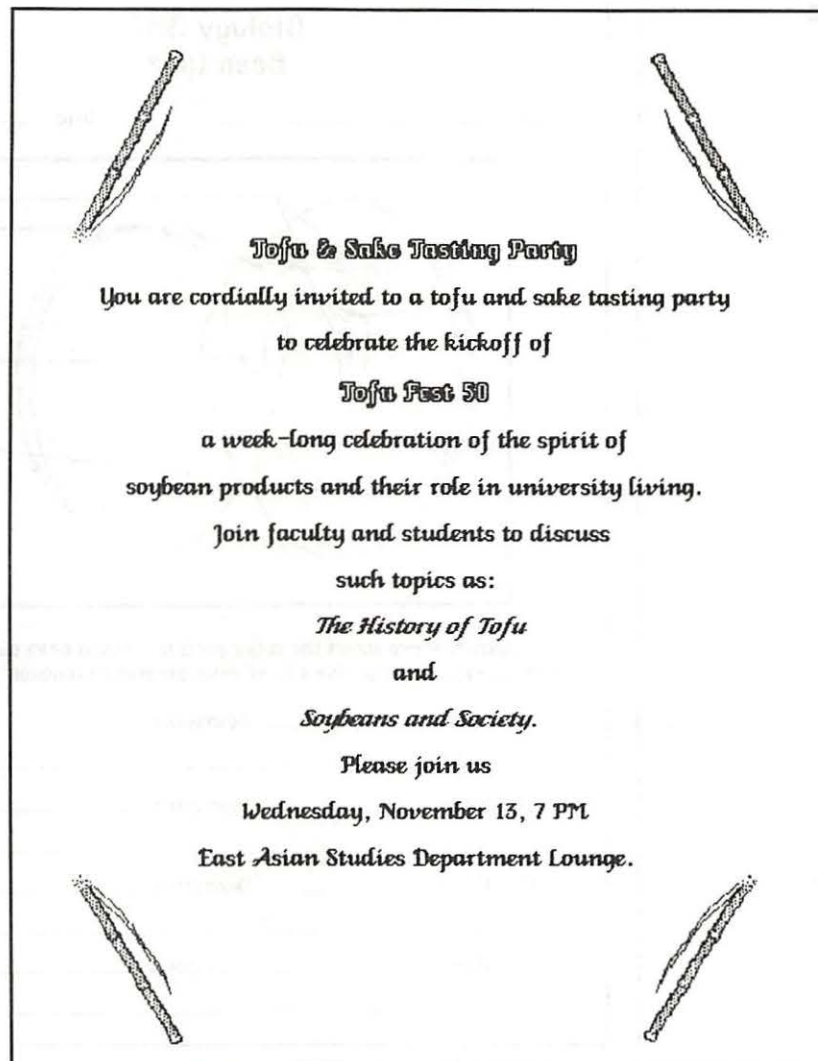 Tofu & Sake Tasting Party
You are cordially invited to a tofu and sake tasting party
to celebrate the kickoff of
Tofu Fest 50
a week-long celebration of the spirit of
soybean products and their role in university living.
Join faculty and students to discuss
such topics as:
The History of Tofu
and
Soybeans and Society.
Please join us
Wednesday, November 13, 7 PM
East Asian Studies Department Lounge.